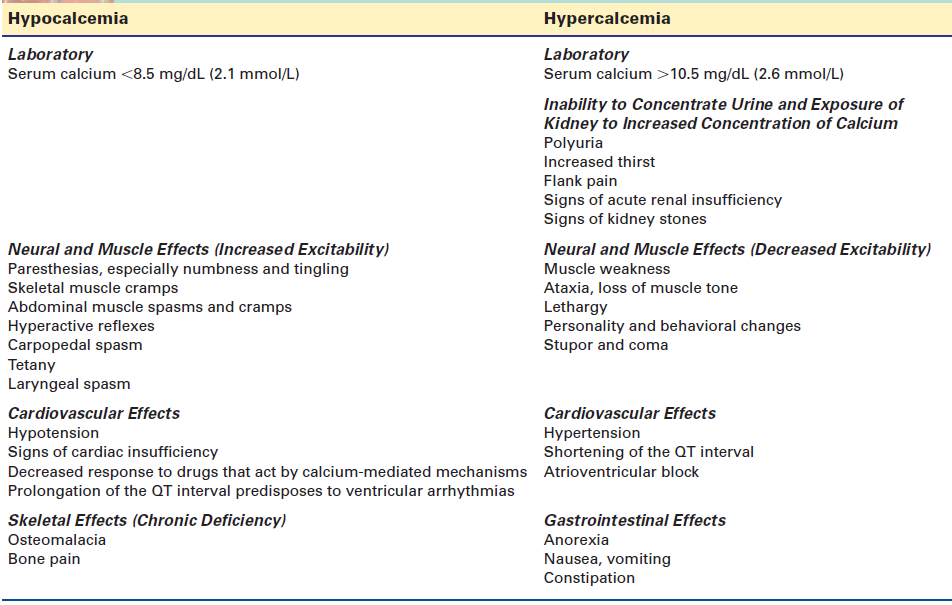 Hypocalcemia
Hypercalcemia
Laboratory
Serum calcium <8.5 mg/dL (2.1 mmol/L)
Laboratory
Serum calcium >10.5 mg/dL (2.6 mmol/L)
Inability to Concentrate Urine and Exposure of
Kidney to Increased Concentration of Calcium
Polyuria
Increased thirst
Flank pain
Signs of acute renal insufficiency
Signs of kidney stones
Neural and Muscle Effects (Increased Excitability)
Paresthesias, especially numbness and tingling
Skeletal muscle cramps
Abdominal muscle spasms and cramps
Hyperactive reflexes
Carpopedal spasm
Tetany
Laryngeal spasm
Neural and Muscle Effects (Decreased Excitability)
Muscle weakness
Ataxia, loss of muscle tone
Lethargy
Personality and behavioral changes
Stupor and coma
Cardiovascular Effects
Hypotension
Signs of cardiac insufficiency
Decreased response to drugs that act by calcium-mediated mechanisms
Prolongation of the QT interval predisposes to ventricular arrhythmias
Cardiovascular Effects
Hypertension
Shortening of the QT interval
Atrioventricular block
Skeletal Effects (Chronic Deficiency)
Osteomalacia
Bone pain
Gastrointestinal Effects
Anorexia
Nausea, vomiting
Constipation